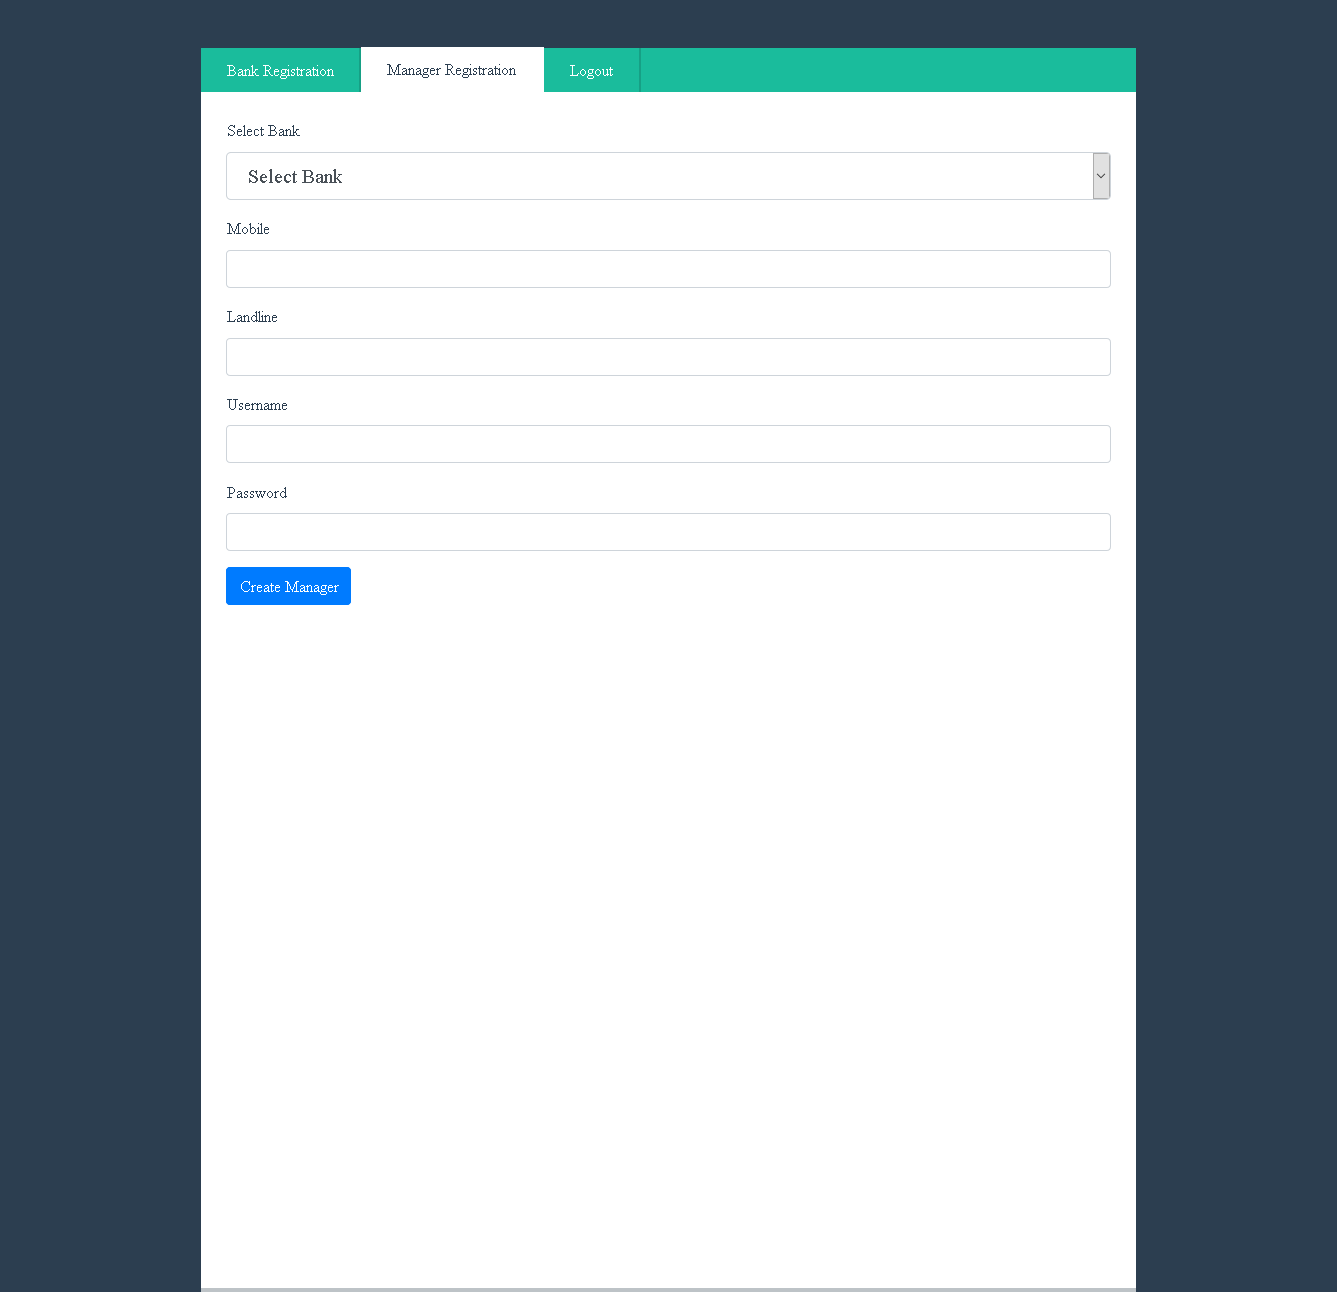 Bank Registration Manager Registration Logout
Select Bank
Select Bank
Mobile
Landline
Username
Password
Create Manager